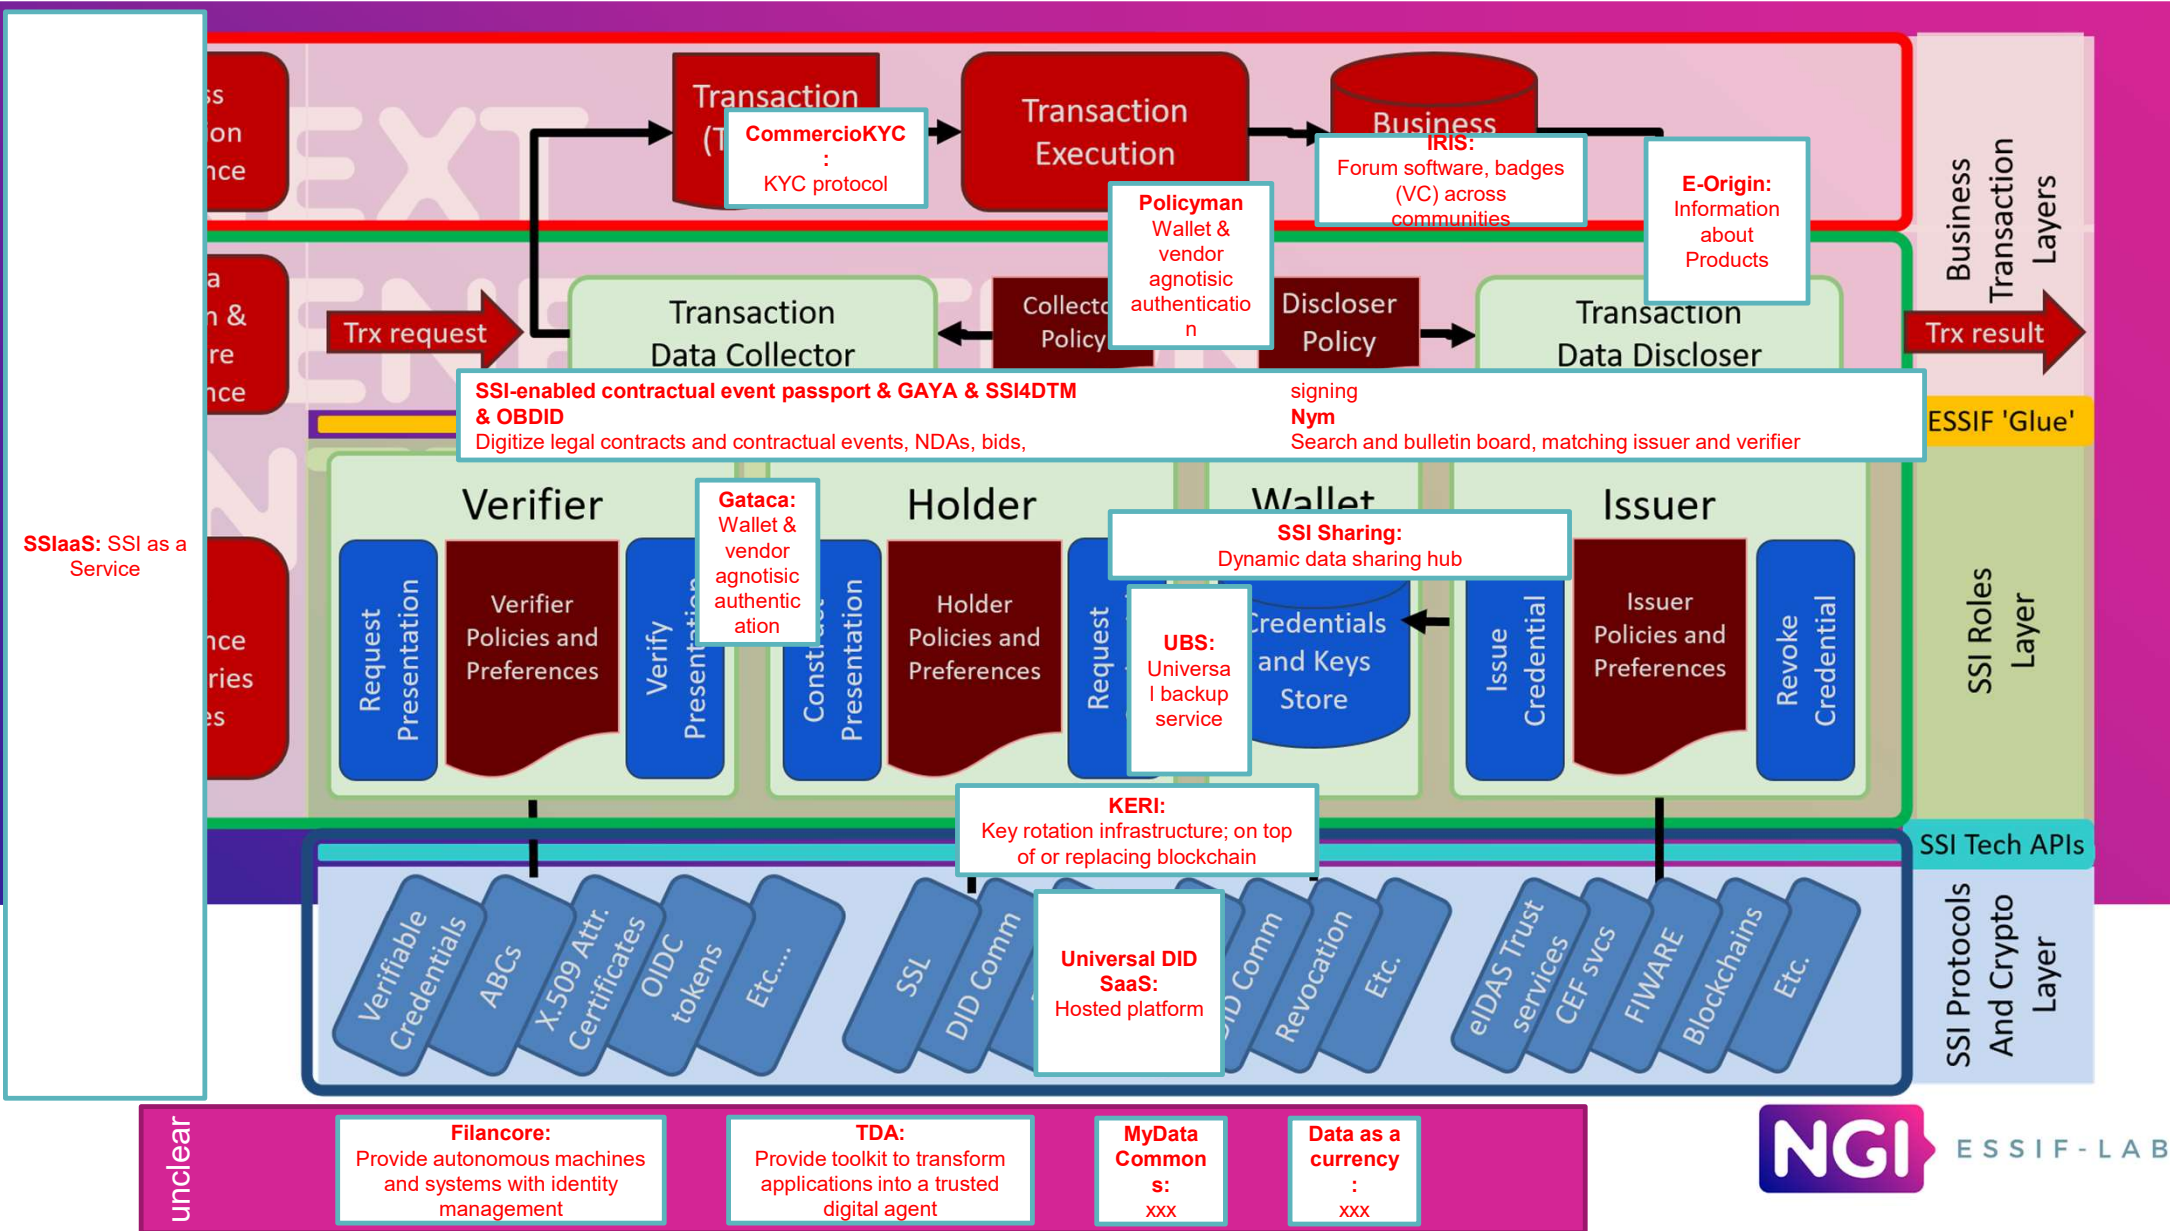 SSIaaS: SSI as a
Service
ss
ion
nce
a
n &
re
nce
nce
ries
es
Transaction
CommercioKYC
:
KYC protocol
Transaction
Execution
Business
IRIS:
Forum software, badges
(VC) across
communities
E-Origin:
Information
about
Products
Policyman
Wallet &
vendor
agnotisic
authenticatio
n
Business
Transaction
Layers
Trx request
Transaction
Data Collector
Policy
Discloser
Policy
Transaction
Data Discloser
Trx result
SSI-enabled contractual event passport & GAYA & SSI4DTM
& OBDID
Digitize legal contracts and contractual events, NDAs, bids,
signing
Nym
Search and bulletin board, matching issuer and verifier
ESSIF 'Glue'
Verifier
Request
Presentation
Verifier
Policies and
Preferences
Verify
Presentation
Gataca:
Wallet &
vendor
agnotisic
authentic
ation
Holder
Construct
Presentation
Holder
Policies and
Preferences
Request
Wallet
SSI Sharing:
Dynamic data sharing hub
UBS:
Universa
l backup
service
Credentials
and Keys
Store
Issuer
Issue
Credential
Issuer
Policies and
Preferences
Revoke
Credential
SSI Roles
Layer
KERI:
Key rotation infrastructure; on top
of or replacing blockchain
SSI Tech APIs
Verifiable
Credentials
ABCs
X.509 Attr.
Certificates
OIDC
tokens
Etc....
SSL
DID Comm
Universal DID
SaaS:
Hosted platform
DID Comm
Revocation
Etc.
eIDAS Trust
services
CEF svcs
FIWARE
Blockchains
Etc.
SSI Protocols
And Crypto
Layer
unclear
Filancore:
Provide autonomous machines
and systems with identity
management
TDA:
Provide toolkit to transform
applications into a trusted
digital agent
MyData
Common
s:
xxx
Data as a
currency
:
xxx
NGI
ESSIF-LAB